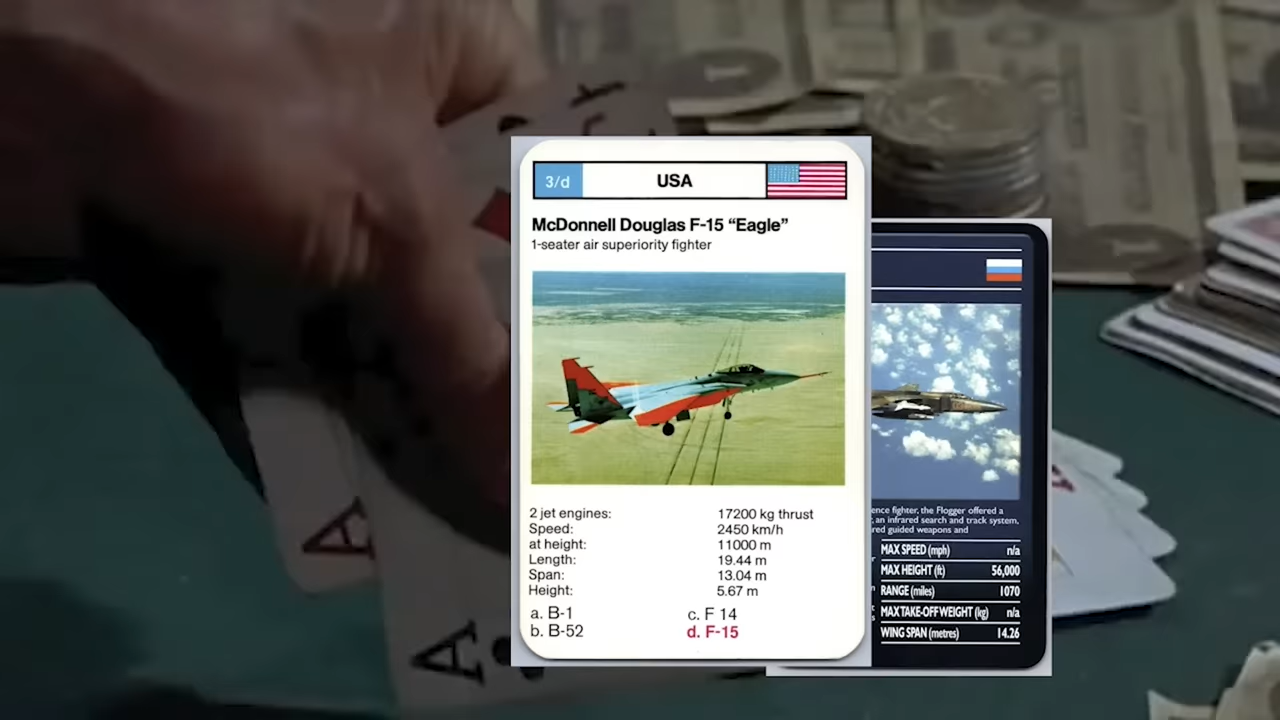 3/d USA
McDonnell Douglas F-15 “Eagle”
1-seater air superiority fighter
2 jet engines: 17200 kg thrust
Speed: 2450 km/h
at height: 11000 m
Length: 19.44 m
Span: 13.04 m
Height: 5.67 m
a. B-1 c. F 14
b. B-52 d. F-15
ence fighter, the Flogger offered a
an infrared search and track system,
red guided weapons and
MAX SPEED (mph) n/a
MAX HEIGHT (ft) 56,000
RANGE (miles) 1070
MAX TAKE-OFF WEIGHT (kg) n/a
WING SPAN (metres) 14.26
A
A